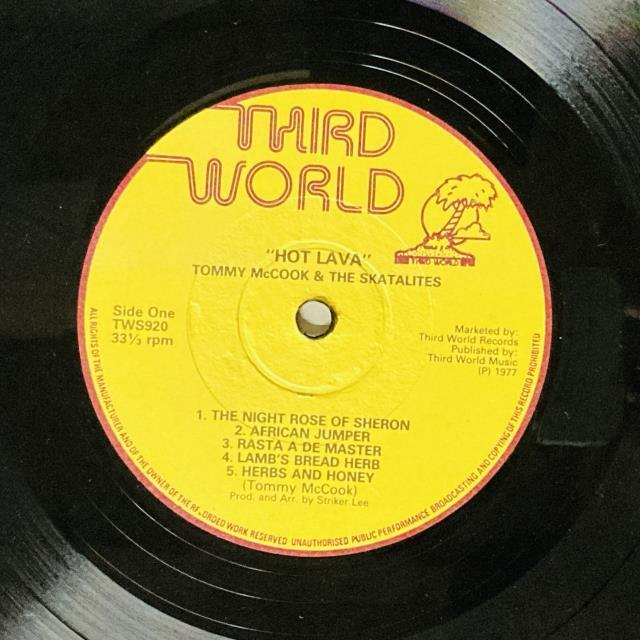 THIRD
WORLD
THIRD WORLD
"HOT LAVA"
TOMMY McCOOK & THE SKATALITES
Side One
TWS920
33⅓ rpm
Marketed by:
Third World Records
Published by:
Third World Music
(P) 1977
1. THE NIGHT ROSE OF SHERON
2. AFRICAN JUMPER
3. RASTA A DE MASTER
4. LAMB'S BREAD HERB
5. HERBS AND HONEY
(Tommy McCook)
Prod. and Arr. by Striker Lee
ALL RIGHTS OF THE MANUFACTURER AND OF THE OWNER OF THE RECORDED WORK RESERVED UNAUTHORISED PUBLIC PERFORMANCE BROADCASTING AND COPYING OF THIS RECORD PROHIBITED